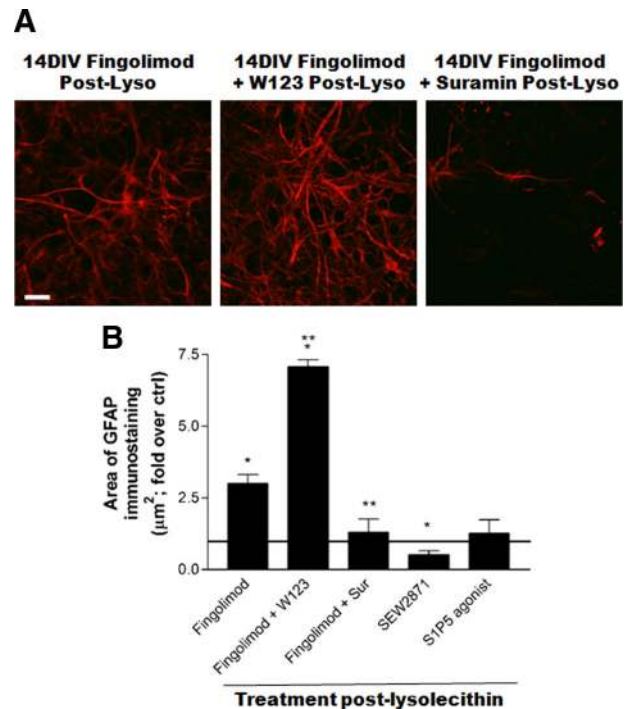 A
14DIV Fingolimod
Post-Lyso
14DIV Fingolimod
+ W123 Post-Lyso
14DIV Fingolimod
+ Suramin Post-Lyso
B
Area of GFAP
immunostaining
(µm²; fold over ctrl)
7.5
5.0
2.5
0.0
*
**
*
**
*
Fingolimod
Fingolimod + W123
Fingolimod + Sur
SEW2871
S1P5 agonist
Treatment post-lysolecithin